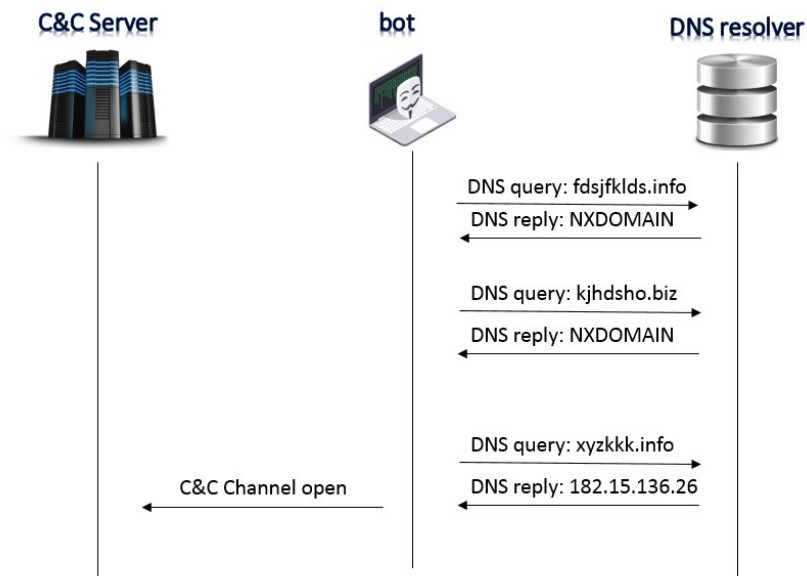 C&C Server
bot
DNS resolver
DNS query: fdsjfklds.info
DNS reply: NXDOMAIN
DNS query: kjhdsho.biz
DNS reply: NXDOMAIN
DNS query: xyzkkk.info
C&C Channel open
DNS reply: 182.15.136.26